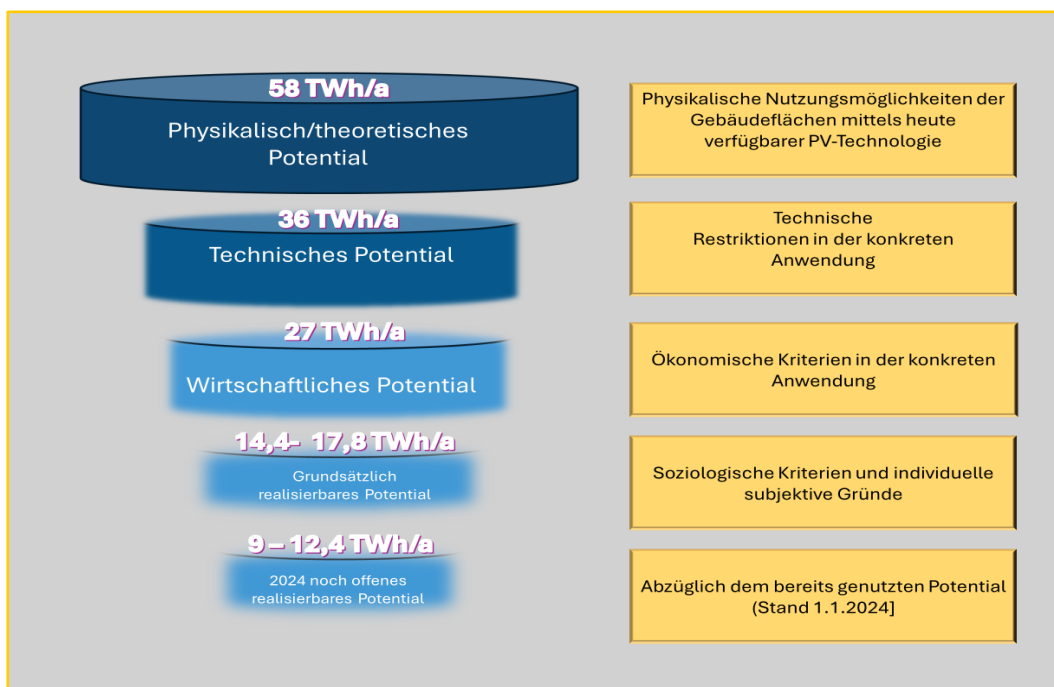 58 TWh/a
Physikalisch/theoretisches
Potential
Physikalische Nutzungsmöglichkeiten der
Gebäudeflächen mittels heute
verfügbarer PV-Technologie
36 TWh/a
Technisches Potential
Technische
Restriktionen in der konkreten
Anwendung
27 TWh/a
Wirtschaftliches Potential
Ökonomische Kriterien in der konkreten
Anwendung
14,4- 17,8 TWh/a
Grundsätzlich
realisierbares Potential
Soziologische Kriterien und individuelle
subjektive Gründe
9 – 12,4 TWh/a
2024 noch offenes
realisierbares Potential
Abzüglich dem bereits genutzten Potential
(Stand 1.1.2024]